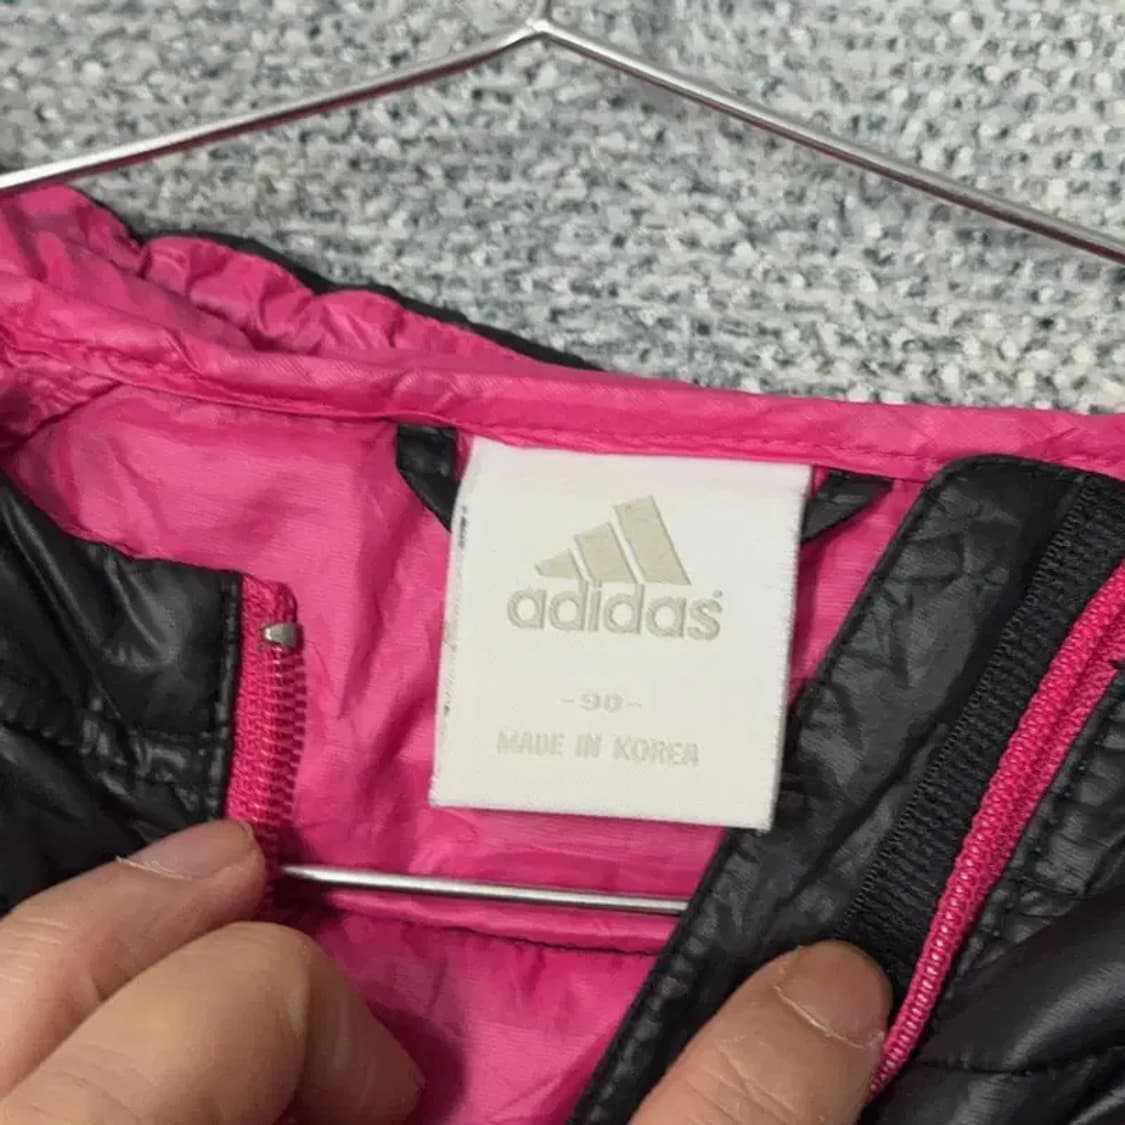 adidas
-90-
MADE IN KOREA